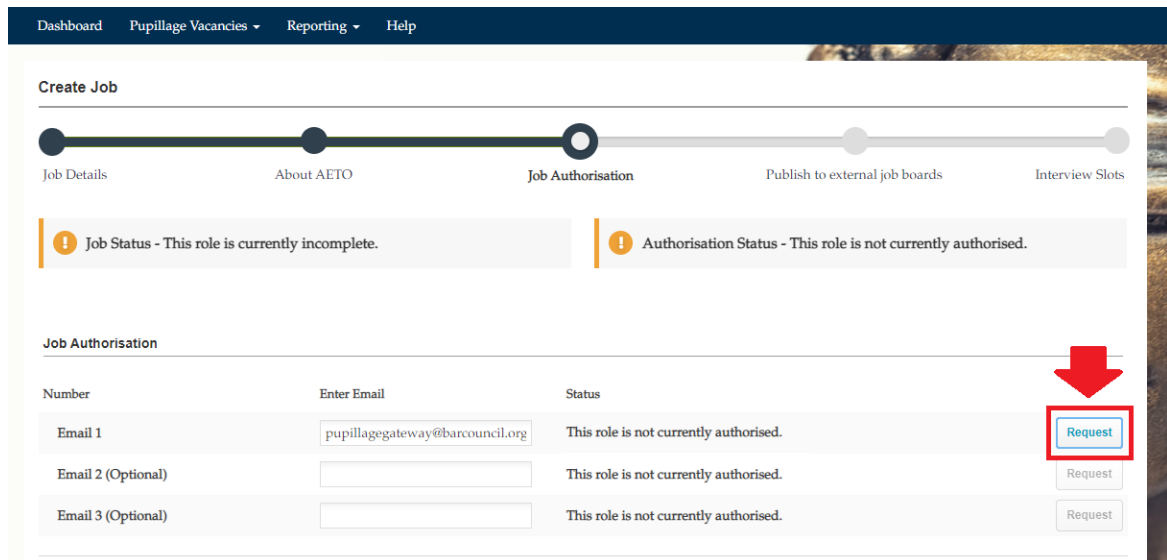 Dashboard Pupillage Vacancies Reporting Help
Create Job
Job Details About AETO Job Authorisation Publish to external job boards Interview Slots
! Job Status - This role is currently incomplete. ! Authorisation Status - This role is not currently authorised.
Job Authorisation
Number Enter Email Status
Email 1 pupillagegateway@barcouncil.org This role is not currently authorised. Request
Email 2 (Optional) This role is not currently authorised. Request
Email 3 (Optional) This role is not currently authorised. Request